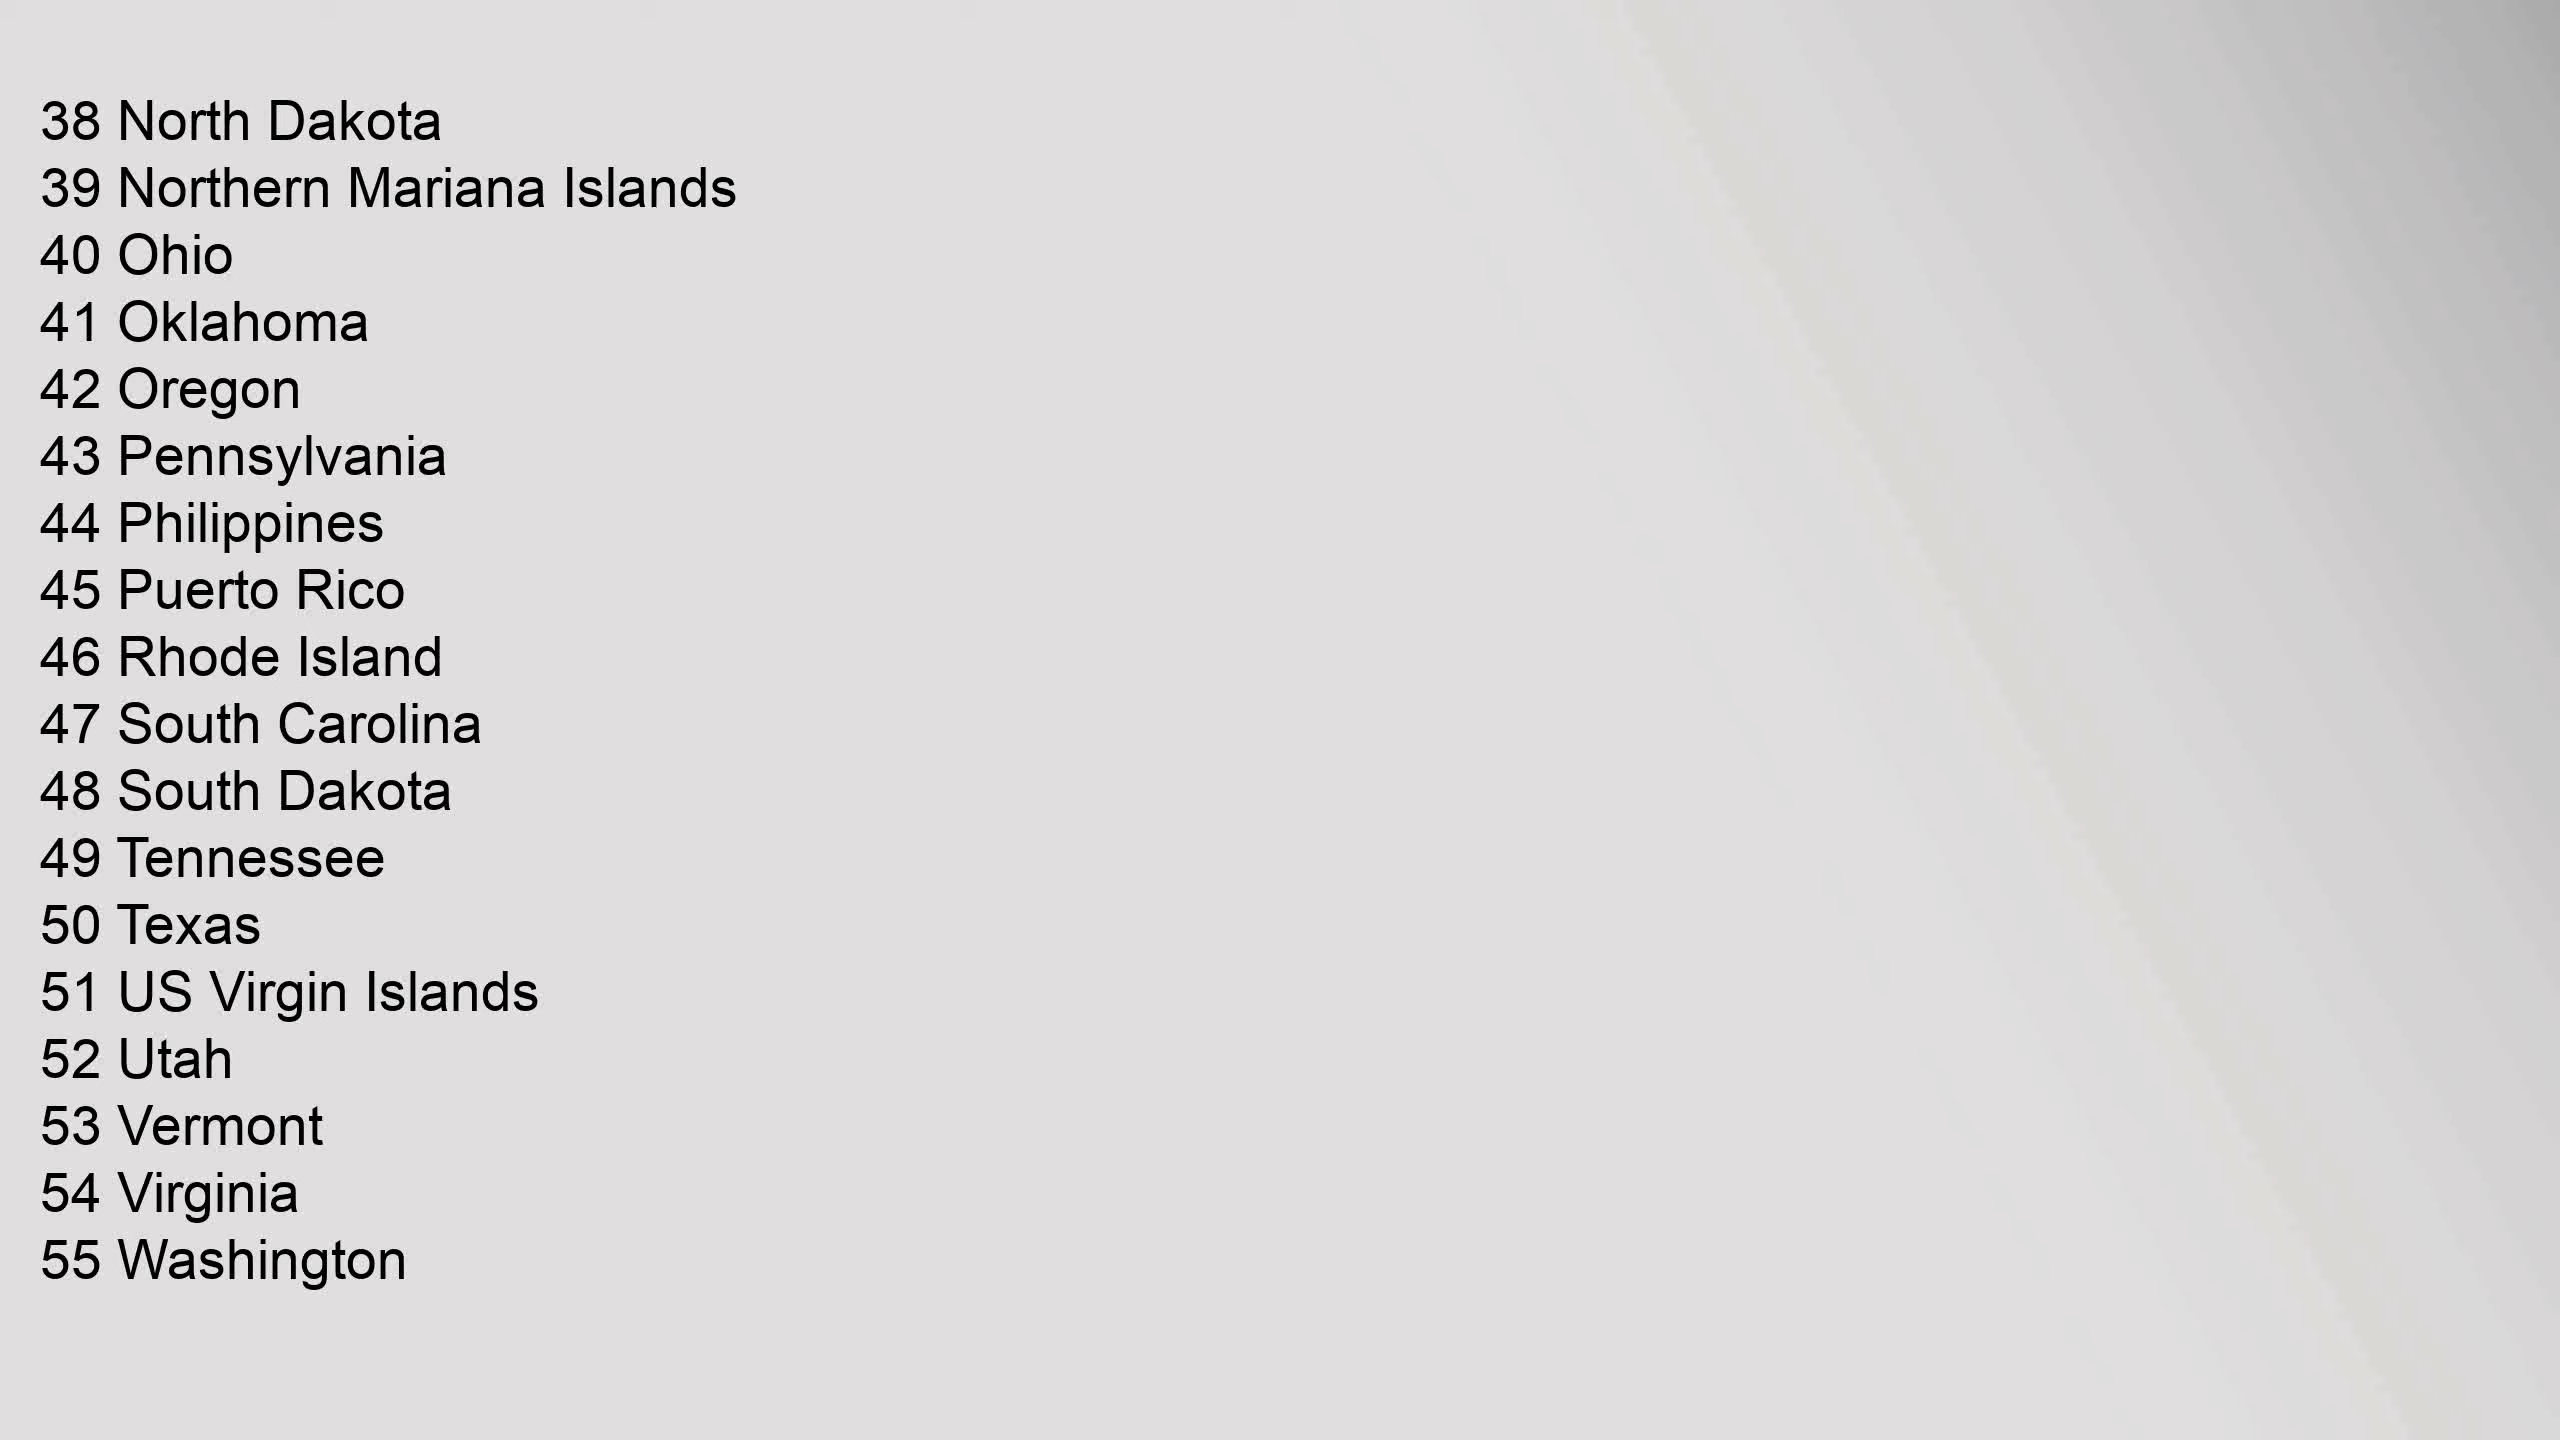 38 North Dakota
39 Northern Mariana Islands
40 Ohio
41 Oklahoma
42 Oregon
43 Pennsylvania
44 Philippines
45 Puerto Rico
46 Rhode Island
47 South Carolina
48 South Dakota
49 Tennessee
50 Texas
51 US Virgin Islands
52 Utah
53 Vermont
54 Virginia
55 Washington